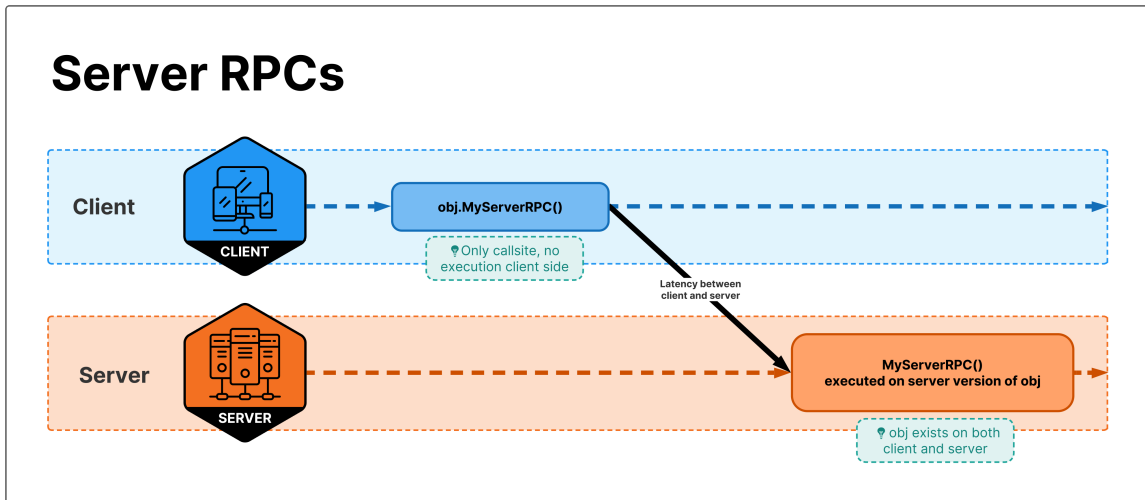 Server RPCs
Client
CLIENT
obj.MyServerRPC()
Only callsite, no
execution client side
Latency between
client and server
Server
SERVER
MyServerRPC()
executed on server version of obj
obj exists on both
client and server